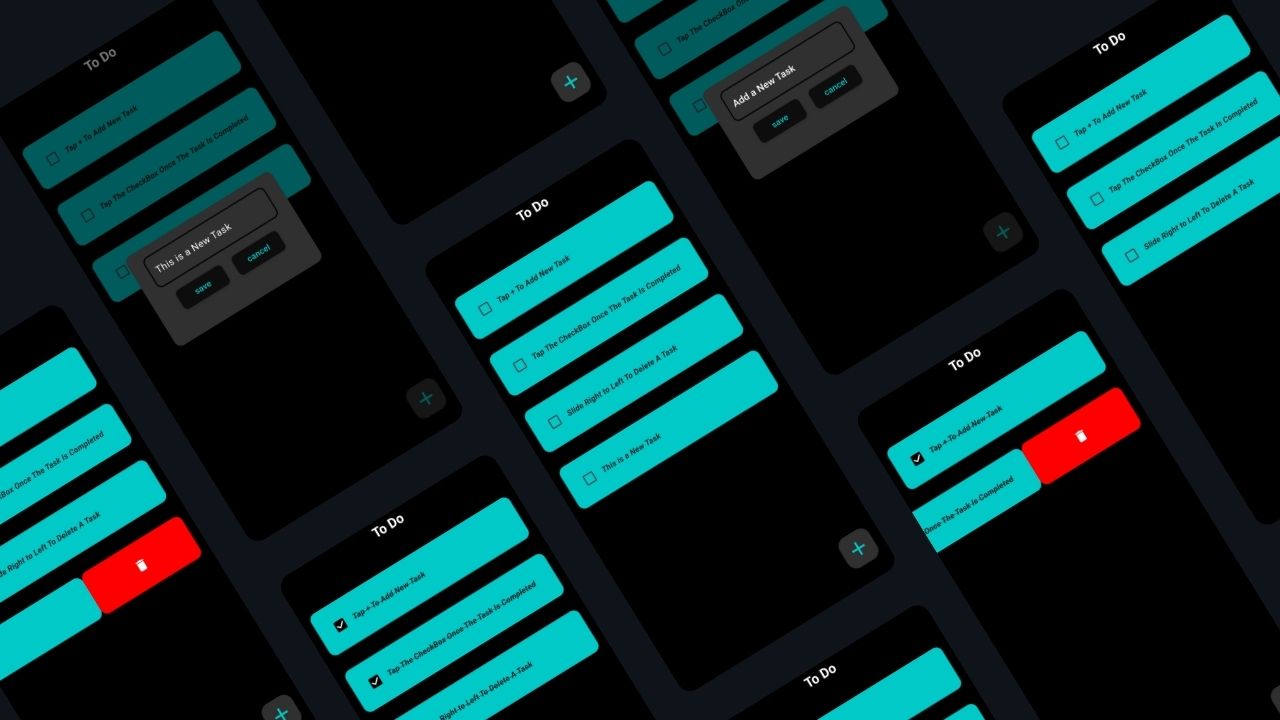 To Do
Tap + To Add New Task
Tap The CheckBox Once The Task Is Completed
This is a New Task
save
cancel
Box Once The Task Is Completed
Right to Left To Delete A Task
To Do
Tap + To Add New Task
Tap The CheckBox Once The Task Is Completed
Slide Right to Left To Delete A Task
This is a New Task
To Do
Tap + To Add New Task
Tap The CheckBox Once The Task Is Completed
Right to Left To Delete A Task
Tap The CheckBox Once
Add a New Task
save
cancel
To Do
Tap + To Add New Task
Once The Task Is Completed
To Do
To Do
Tap + To Add New Task
Tap The CheckBox Once The Task Is Completed
Slide Right to Left To Delete A Task